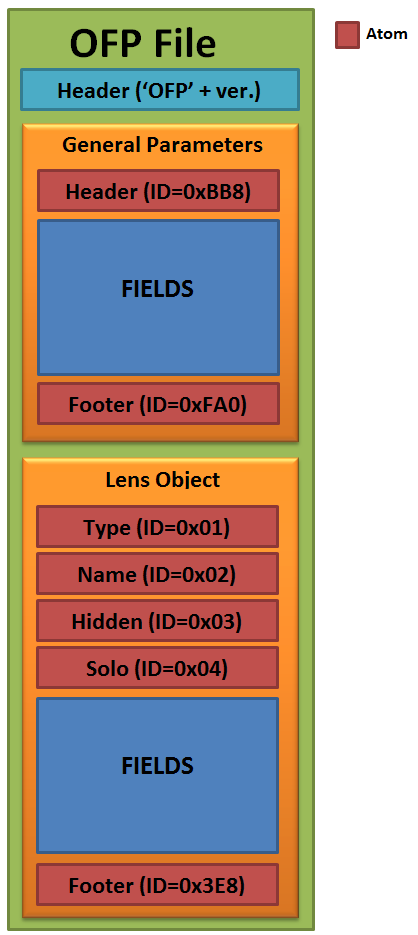 OFP File
Atom
Header (‘OFP’ + ver.)
General Parameters
Header (ID=0xBB8)
FIELDS
Footer (ID=0xFA0)
Lens Object
Type (ID=0x01)
Name (ID=0x02)
Hidden (ID=0x03)
Solo (ID=0x04)
FIELDS
Footer (ID=0x3E8)